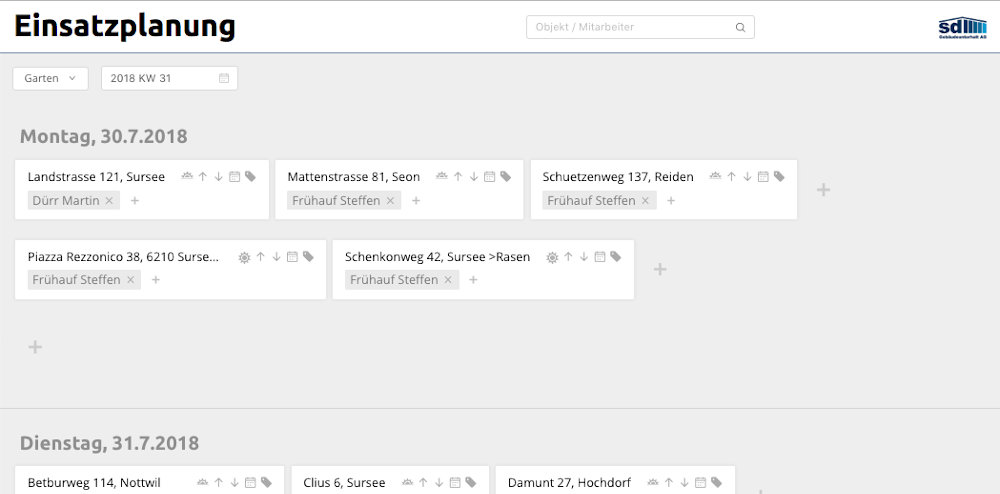 Einsatzplanung
Objekt / Mitarbeiter
sd
Gebäudeunterhalt AG
Garten
2018 KW 31
Montag, 30.7.2018
Landstrasse 121, Sursee
Dürr Martin ×
+
Mattenstrasse 81, Seon
Frühauf Steffen ×
+
Schuetzenweg 137, Reiden
Frühauf Steffen ×
+
+
Piazza Rezzonico 38, 6210 Surse...
Frühauf Steffen ×
+
Schenkonweg 42, Sursee >Rasen
Frühauf Steffen ×
+
+
+
Dienstag, 31.7.2018
Betburweg 114, Nottwil
Clius 6, Sursee
Damunt 27, Hochdorf